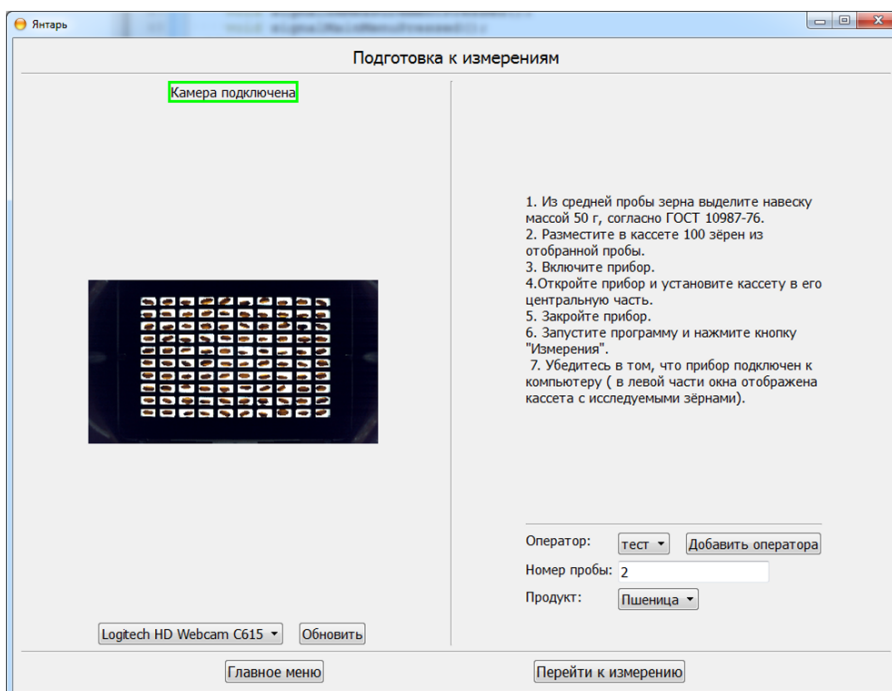 Янтарь
Подготовка к измерениям
Камера подключена
1. Из средней пробы зерна выделите навеску
массой 50 г, согласно ГОСТ 10987-76.
2. Разместите в кассете 100 зёрен из
отобранной пробы.
3. Включите прибор.
4.Откройте прибор и установите кассету в его
центральную часть.
5. Закройте прибор.
6. Запустите программу и нажмите кнопку
"Измерения".
7. Убедитесь в том, что прибор подключен к
компьютеру ( в левой части окна отображена
кассета с исследуемыми зёрнами).
Оператор: тест Добавить оператора
Номер пробы: 2
Продукт: Пшеница
Logitech HD Webcam C615 Обновить
Главное меню Перейти к измерению